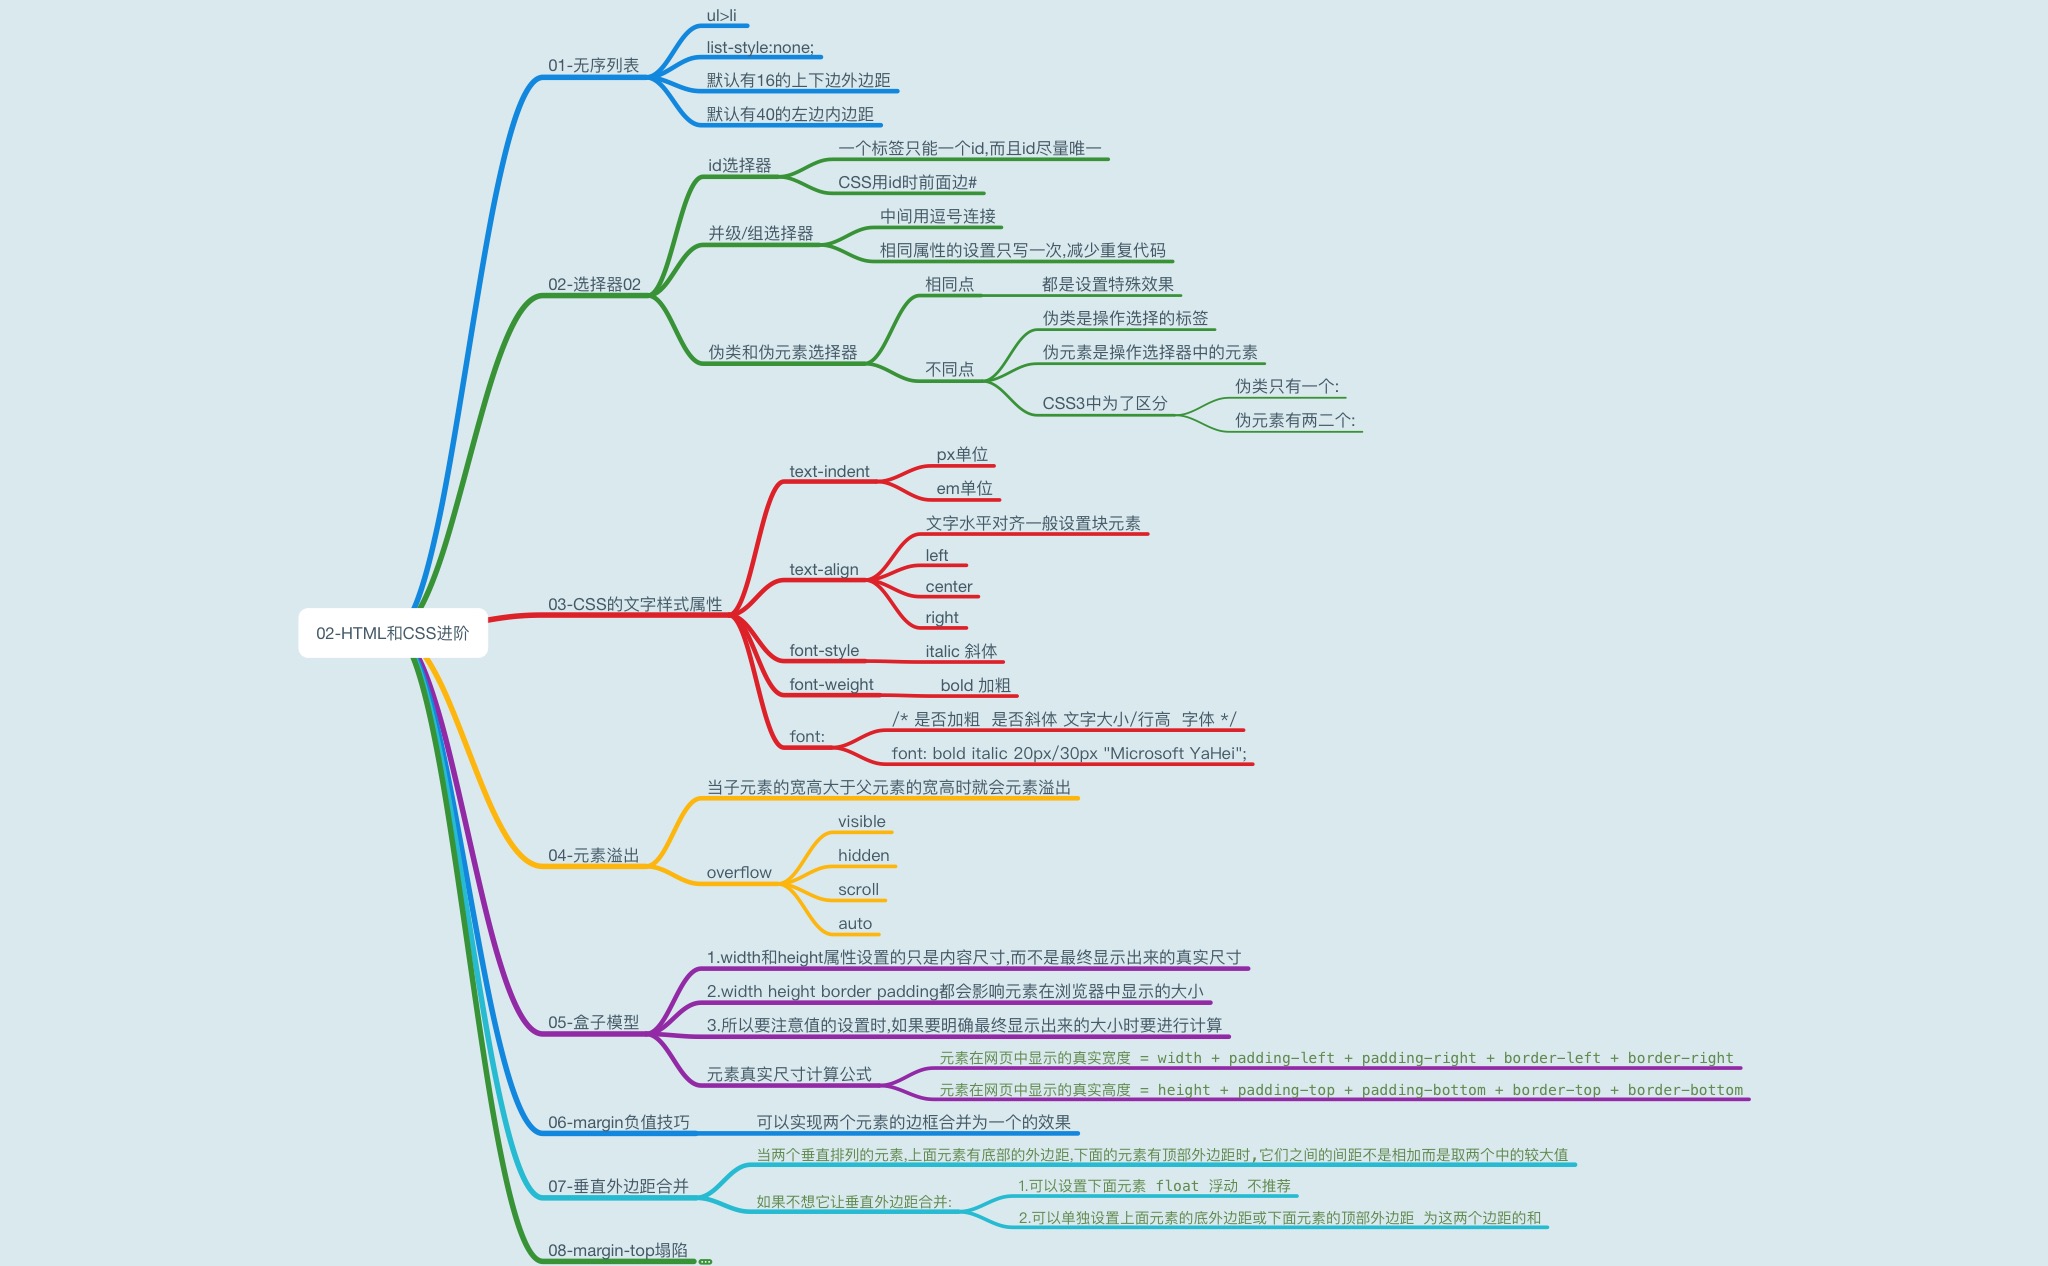 02-HTML和CSS进阶
01-无序列表
ul>li
list-style:none;
默认有16的上下边外边距
默认有40的左边内边距
02-选择器02
id选择器
一个标签只能一个id,而且id尽量唯一
CSS用id时前面边#
并级/组选择器
中间用逗号连接
相同属性的设置只写一次,减少重复代码
伪类和伪元素选择器
相同点
都是设置特殊效果
不同点
伪类是操作选择的标签
伪元素是操作选择器中的元素
CSS3中为了区分
伪类只有一个:
伪元素有两二个:
03-CSS的文字样式属性
text-indent
px单位
em单位
text-align
文字水平对齐一般设置块元素
left
center
right
font-style
italic 斜体
font-weight
bold 加粗
font:
/* 是否加粗  是否斜体 文字大小/行高  字体 */
font: bold italic 20px/30px "Microsoft YaHei";
04-元素溢出
当子元素的宽高大于父元素的宽高时就会元素溢出
overflow
visible
hidden
scroll
auto
05-盒子模型
1.width和height属性设置的只是内容尺寸,而不是最终显示出来的真实尺寸
2.width height border padding都会影响元素在浏览器中显示的大小
3.所以要注意值的设置时,如果要明确最终显示出来的大小时要进行计算
元素真实尺寸计算公式
元素在网页中显示的真实宽度 = width + padding-left + padding-right + border-left + border-right
元素在网页中显示的真实高度 = height + padding-top + padding-bottom + border-top + border-bottom
06-margin负值技巧
可以实现两个元素的边框合并为一个的效果
07-垂直外边距合并
当两个垂直排列的元素,上面元素有底部的外边距,下面的元素有顶部外边距时,它们之间的间距不是相加而是取两个中的较大值
如果不想它让垂直外边距合并:
1.可以设置下面元素 float 浮动 不推荐
2.可以单独设置上面元素的底外边距或下面元素的顶部外边距 为这两个边距的和
08-margin-top塌陷